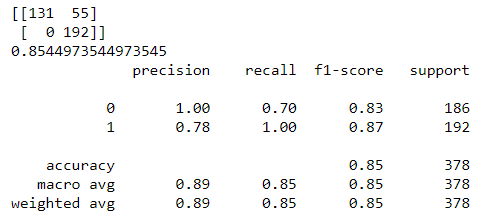 [[131  55]
 [  0 192]]
0.8544973544973545
              precision    recall  f1-score   support

           0       1.00      0.70      0.83       186
           1       0.78      1.00      0.87       192

    accuracy                           0.85       378
   macro avg       0.89      0.85      0.85       378
weighted avg       0.89      0.85      0.85       378